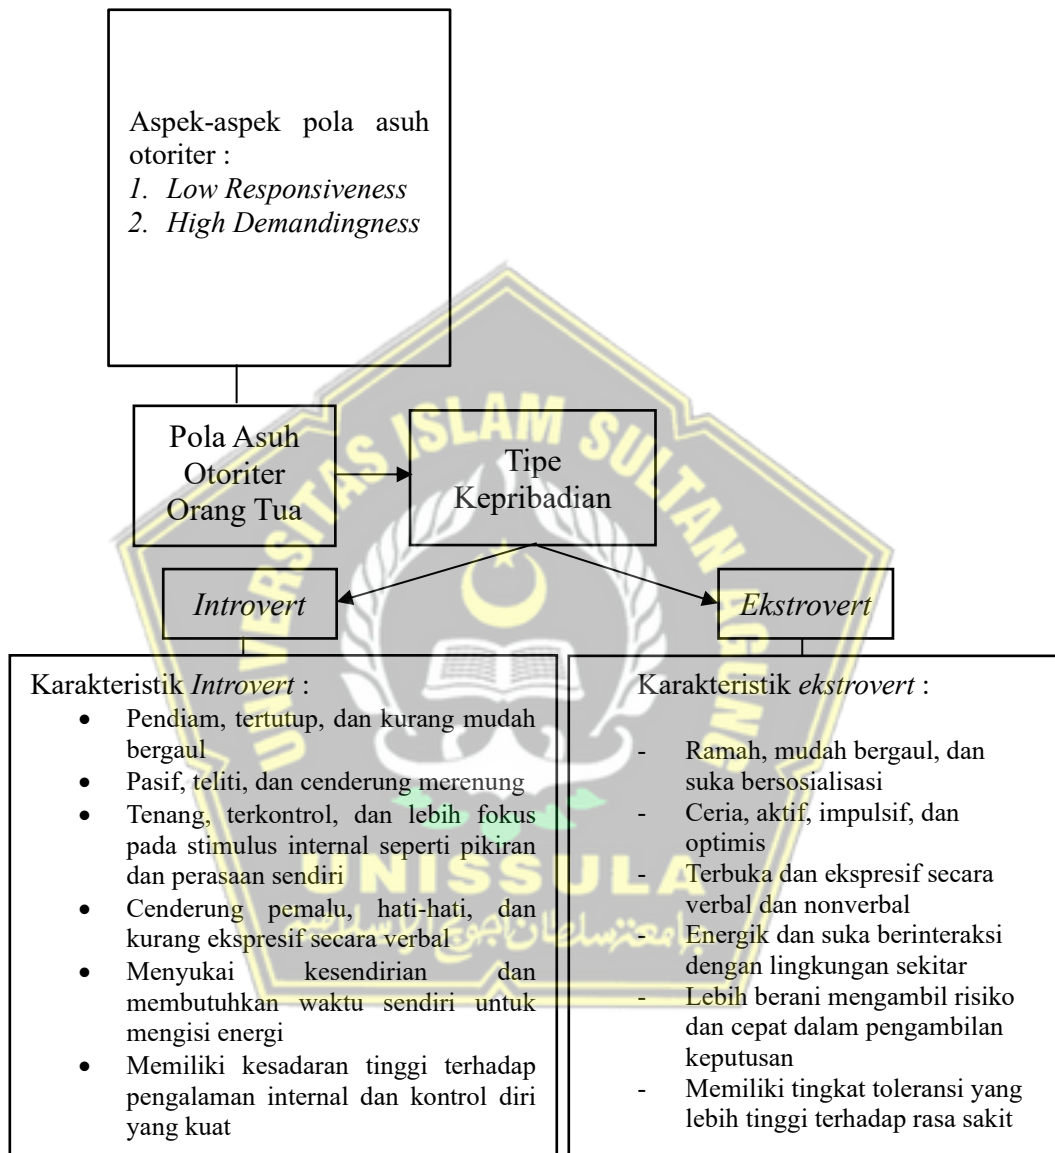 Aspek-aspek pola asuh
otoriter :
1. Low Responsiveness
2. High Demandingness
Pola Asuh
Otoriter
Orang Tua
Tipe
Kepribadian
Introvert
Ekstrovert
Karakteristik Introvert :
• Pendiam, tertutup, dan kurang mudah
bergaul
• Pasif, teliti, dan cenderung merenung
• Tenang, terkontrol, dan lebih fokus
pada stimulus internal seperti pikiran
dan perasaan sendiri
• Cenderung pemalu, hati-hati, dan
kurang ekspresif secara verbal
• Menyukai kesendirian dan
membutuhkan waktu sendiri untuk
mengisi energi
• Memiliki kesadaran tinggi terhadap
pengalaman internal dan kontrol diri
yang kuat
Karakteristik ekstrovert :
- Ramah, mudah bergaul, dan
suka bersosialisasi
- Ceria, aktif, impulsif, dan
optimis
- Terbuka dan ekspresif secara
verbal dan nonverbal
- Energik dan suka berinteraksi
dengan lingkungan sekitar
- Lebih berani mengambil risiko
dan cepat dalam pengambilan
keputusan
- Memiliki tingkat toleransi yang
lebih tinggi terhadap rasa sakit
UNIVERSITAS ISLAM SULTAN AGUNG
UNISSULA